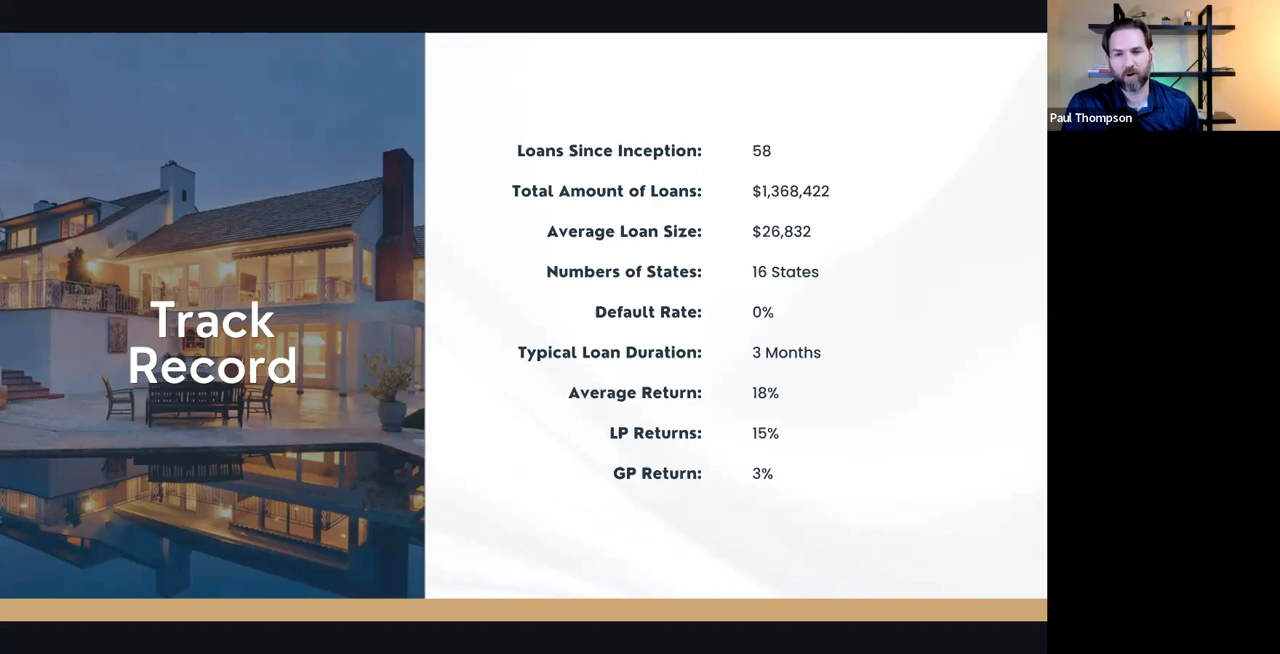 Track
Record
Loans Since Inception: 58
Total Amount of Loans: $1,368,422
Average Loan Size: $26,832
Numbers of States: 16 States
Default Rate: 0%
Typical Loan Duration: 3 Months
Average Return: 18%
LP Returns: 15%
GP Return: 3%
Paul Thompson